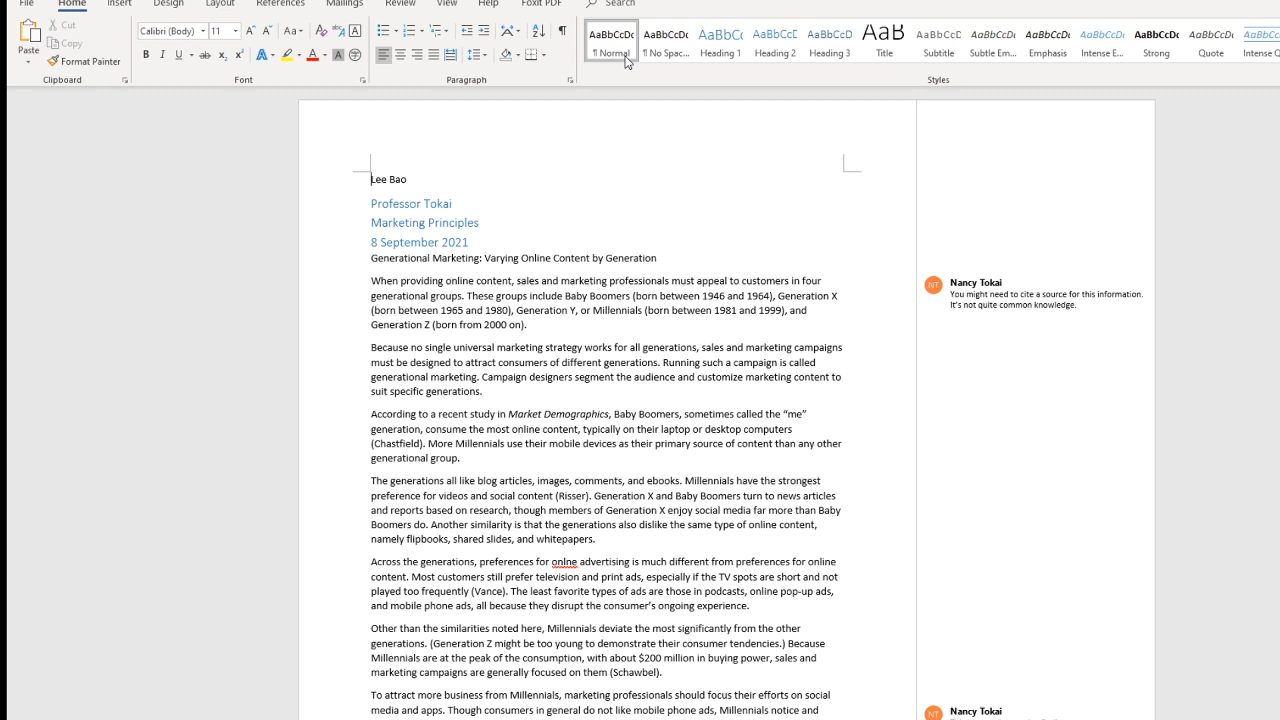 File Home Insert Design Layout References Mailings Review View Help Foxit PDF Search
Paste
Cut
Copy
Format Painter
Clipboard
Calibri (Body) 11
Font
Paragraph
AaBbCcDc AaBbCcDc AaBbCc AaBbCcD AaBbCcD AaB AaBbCcD AaBbCcDt AaBbCcDt AaBbCcDt AaBbCcDc AaBbCcDt AaBbCcDt
¶ Normal ¶ No Spac... Heading 1 Heading 2 Heading 3 Title Subtitle Subtle Em... Emphasis Intense E... Strong Quote Intense Q
Styles
Lee Bao
Professor Tokai
Marketing Principles
8 September 2021
Generational Marketing: Varying Online Content by Generation
When providing online content, sales and marketing professionals must appeal to customers in four
generational groups. These groups include Baby Boomers (born between 1946 and 1964), Generation X
(born between 1965 and 1980), Generation Y, or Millennials (born between 1981 and 1999), and
Generation Z (born from 2000 on).
Because no single universal marketing strategy works for all generations, sales and marketing campaigns
must be designed to attract consumers of different generations. Running such a campaign is called
generational marketing. Campaign designers segment the audience and customize marketing content to
suit specific generations.
According to a recent study in Market Demographics, Baby Boomers, sometimes called the “me”
generation, consume the most online content, typically on their laptop or desktop computers
(Chastfield). More Millennials use their mobile devices as their primary source of content than any other
generational group.
The generations all like blog articles, images, comments, and ebooks. Millennials have the strongest
preference for videos and social content (Risser). Generation X and Baby Boomers turn to news articles
and reports based on research, though members of Generation X enjoy social media far more than Baby
Boomers do. Another similarity is that the generations also dislike the same type of online content,
namely flipbooks, shared slides, and whitepapers.
Across the generations, preferences for onlne advertising is much different from preferences for online
content. Most customers still prefer television and print ads, especially if the TV spots are short and not
played too frequently (Vance). The least favorite types of ads are those in podcasts, online pop-up ads,
and mobile phone ads, all because they disrupt the consumer’s ongoing experience.
Other than the similarities noted here, Millennials deviate the most significantly from the other
generations. (Generation Z might be too young to demonstrate their consumer tendencies.) Because
Millennials are at the peak of the consumption, with about $200 million in buying power, sales and
marketing campaigns are generally focused on them (Schawbel).
To attract more business from Millennials, marketing professionals should focus their efforts on social
media and apps. Though consumers in general do not like mobile phone ads, Millennials notice and
NT Nancy Tokai
You might need to cite a source for this information.
It’s not quite common knowledge.
NT Nancy Tokai